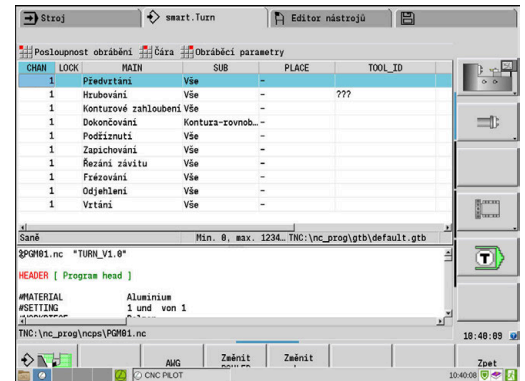 Stroj smart.Turn Editor nástrojů
Posloupnost obrábění Čára Obráběcí parametry
CHAN LOCK MAIN SUB PLACE TOOL_ID
1 Předvrtání Vše -
1 Hrubování Vše - ???
1 Konturové zahloubení Vše -
1 Dokončování Kontura-rovnob… -
1 Podříznutí Vše -
1 Zapichování Vše -
1 Řezání závitu Vše -
1 Frézování Vše -
1 Odjehlení Vše -
1 Vrtání Vše -
Saně Min. 0, max. 1234… TNC:\nc_prog\gtb\default.gtb
%PGM01.nc "TURN_V1.0"
HEADER [ Program head ]
#MATERIAL Aluminium
#SETTING 1 und von 1
TNC:\nc_prog\ncps\PGM01.nc
T
10:40:09
AWG Změnit Změnit Zpet
CNC PILOT 10:40:08